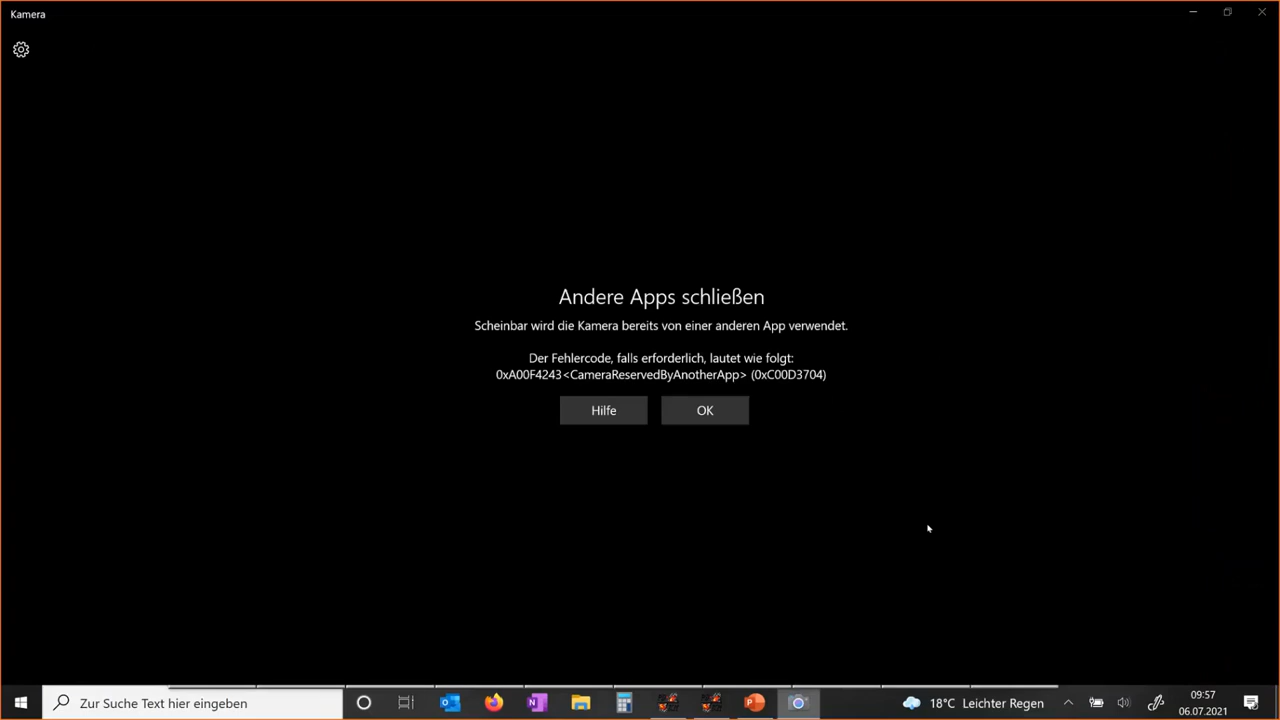 Kamera
Andere Apps schließen
Scheinbar wird die Kamera bereits von einer anderen App verwendet.
Der Fehlercode, falls erforderlich, lautet wie folgt:
0xA00F4243<CameraReservedByAnotherApp> (0xC00D3704)
Hilfe OK
Zur Suche Text hier eingeben
18°C Leichter Regen
09:57
06.07.2021